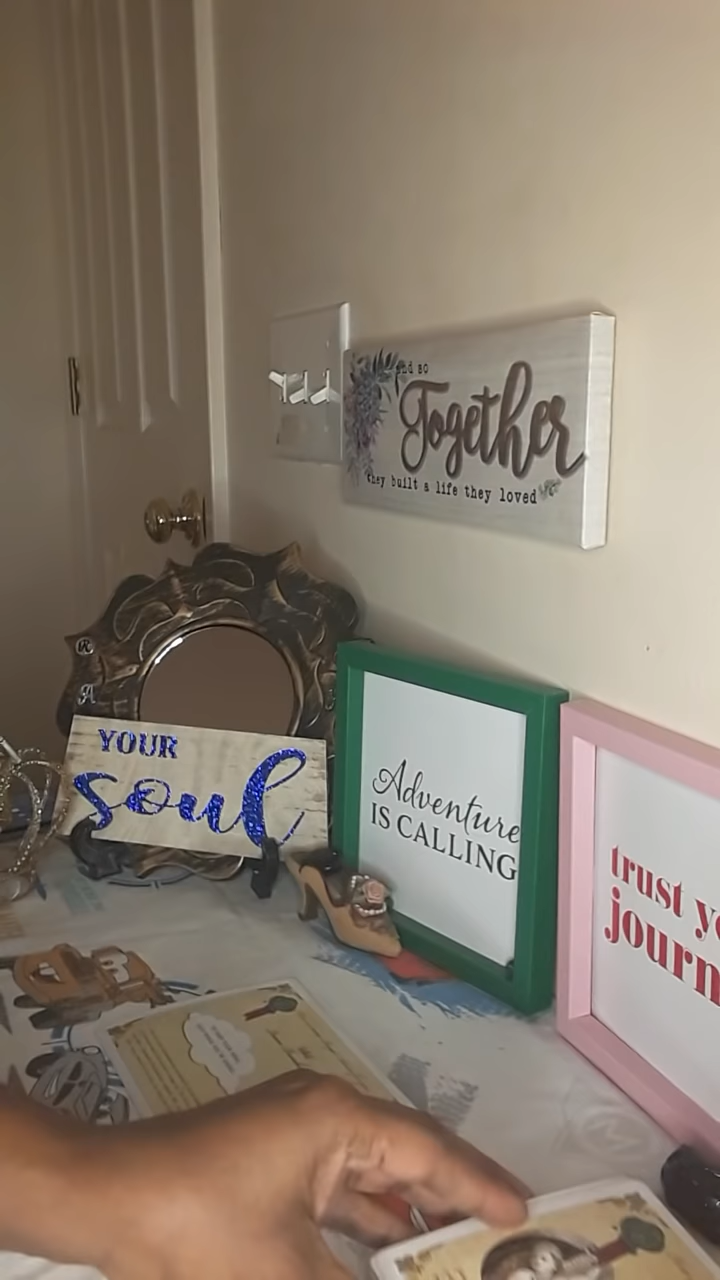 and so
Together
they built a life they loved
R
A
YOUR
soul
Adventure
IS CALLING
trust yo
journ